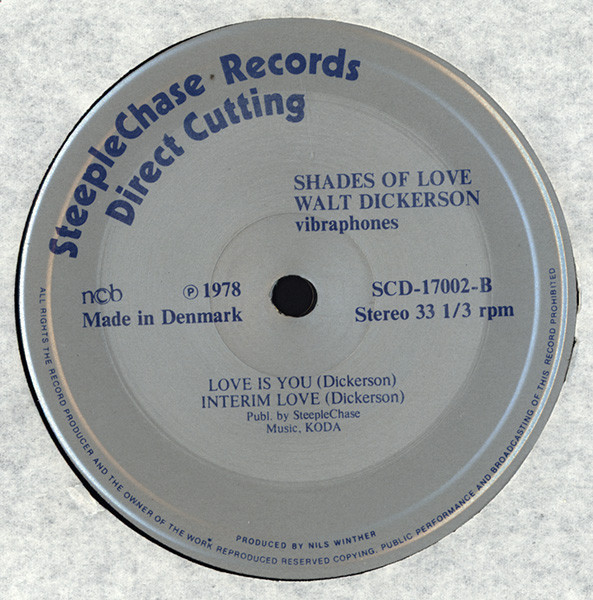 SteepleChase Records
Direct Cutting
SHADES OF LOVE
WALT DICKERSON
vibraphones
ncb
℗ 1978
SCD-17002-B
Made in Denmark
Stereo 33 1/3 rpm
LOVE IS YOU (Dickerson)
INTERIM LOVE (Dickerson)
Publ. by SteepleChase
Music, KODA
PRODUCED BY NILS WINTHER
ALL RIGHTS THE RECORD PRODUCER AND THE OWNER OF THE WORK REPRODUCED RESERVED COPYING, PUBLIC PERFORMANCE AND BROADCASTING OF THIS RECORD PROHIBITED